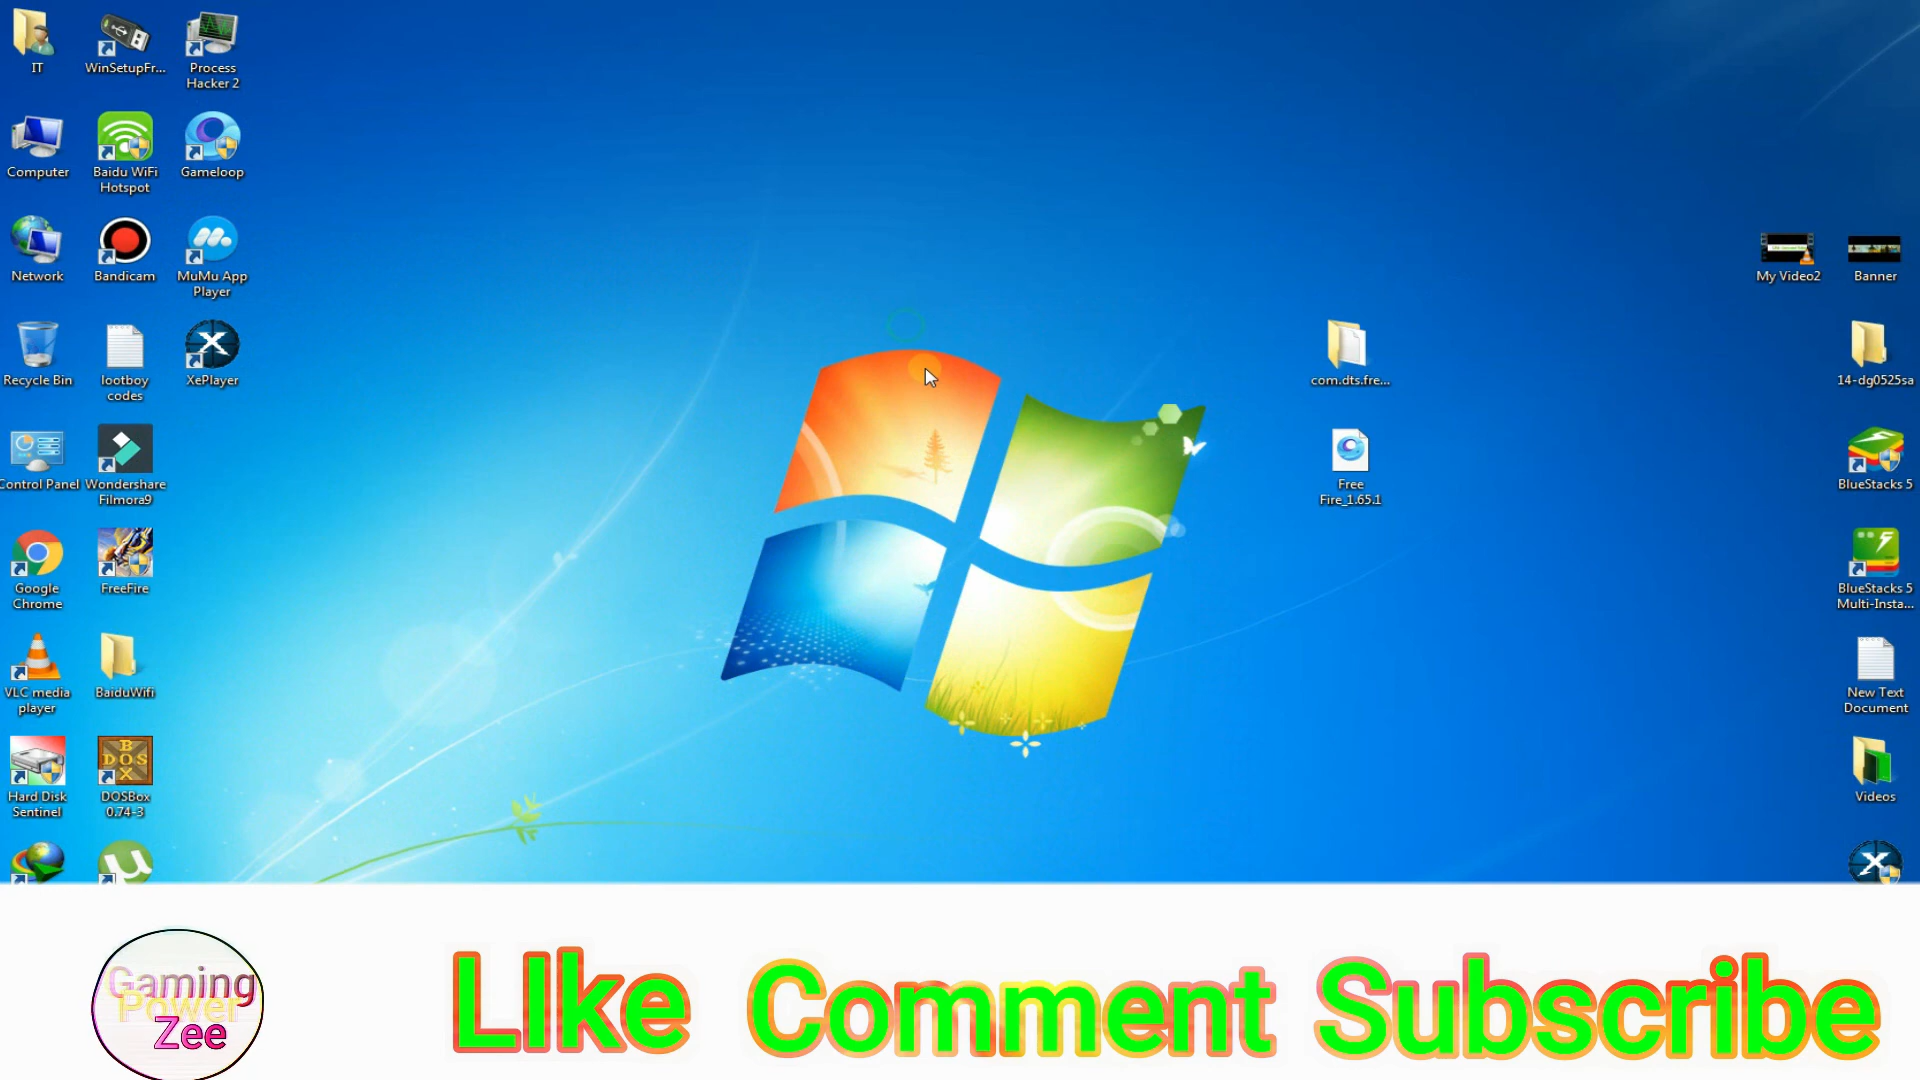 IT
WinSetupFr...
Process
Hacker 2
Computer
Baidu WiFi
Hotspot
Gameloop
Network
Bandicam
MuMu App
Player
My Video2
Banner
Recycle Bin
lootboy
codes
XePlayer
com.dts.fre...
14-dg0525sa
Control Panel
Wondershare
Filmora9
Free
Fire_1.65.1
BlueStacks 5
Google
Chrome
FreeFire
BlueStacks 5
Multi-Insta...
VLC media
player
BaiduWifi
New Text
Document
Hard Disk
Sentinel
DOSBox
0.74-3
Videos
Gaming
Power
Zee
LIke Comment Subscribe